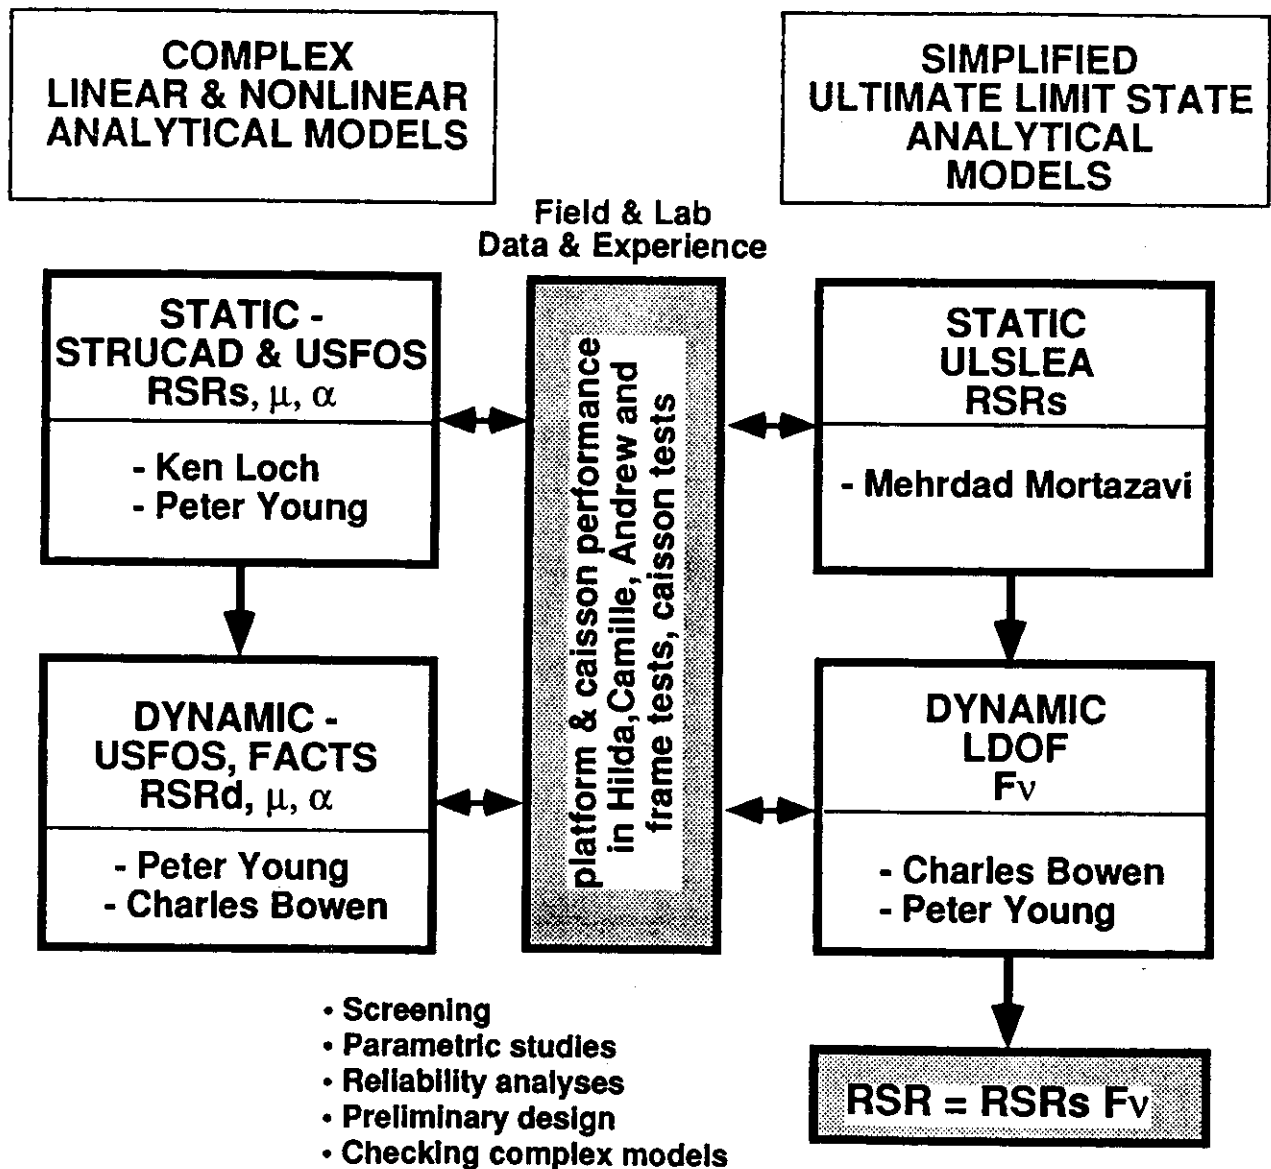 COMPLEX
LINEAR & NONLINEAR
ANALYTICAL MODELS
SIMPLIFIED
ULTIMATE LIMIT STATE
ANALYTICAL
MODELS
Field & Lab
Data & Experience
STATIC -
STRUCAD & USFOS
RSRs, μ, α
- Ken Loch
- Peter Young
platform & caisson performance
in Hilda,Camille, Andrew and
frame tests, caisson tests
STATIC
ULSLEA
RSRs
- Mehrdad Mortazavi
DYNAMIC -
USFOS, FACTS
RSRd, μ, α
- Peter Young
- Charles Bowen
DYNAMIC
LDOF
Fν
- Charles Bowen
- Peter Young
• Screening
• Parametric studies
• Reliability analyses
• Preliminary design
• Checking complex models
RSR = RSRs Fν